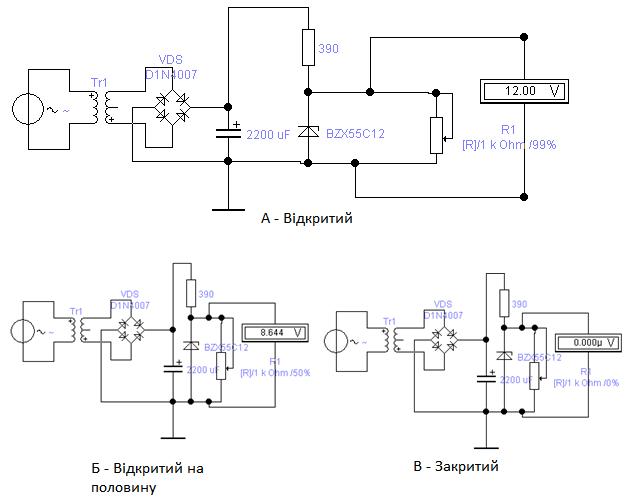 VDS
D1N4007
Tr1
390
+
2200 uF
BZX55C12
12.00 V
R1
[R]/1 k Ohm /99%
А - Відкритий
VDS
D1N4007
Tr1
390
+
2200 uF
BZX55C12
8.644 V
R1
[R]/1 k Ohm /50%
Б - Відкритий на
половину
VDS
D1N4007
Tr1
390
+
2200 uF
BZX55C12
0.000µ V
R1
[R]/1 k Ohm /0%
В - Закритий